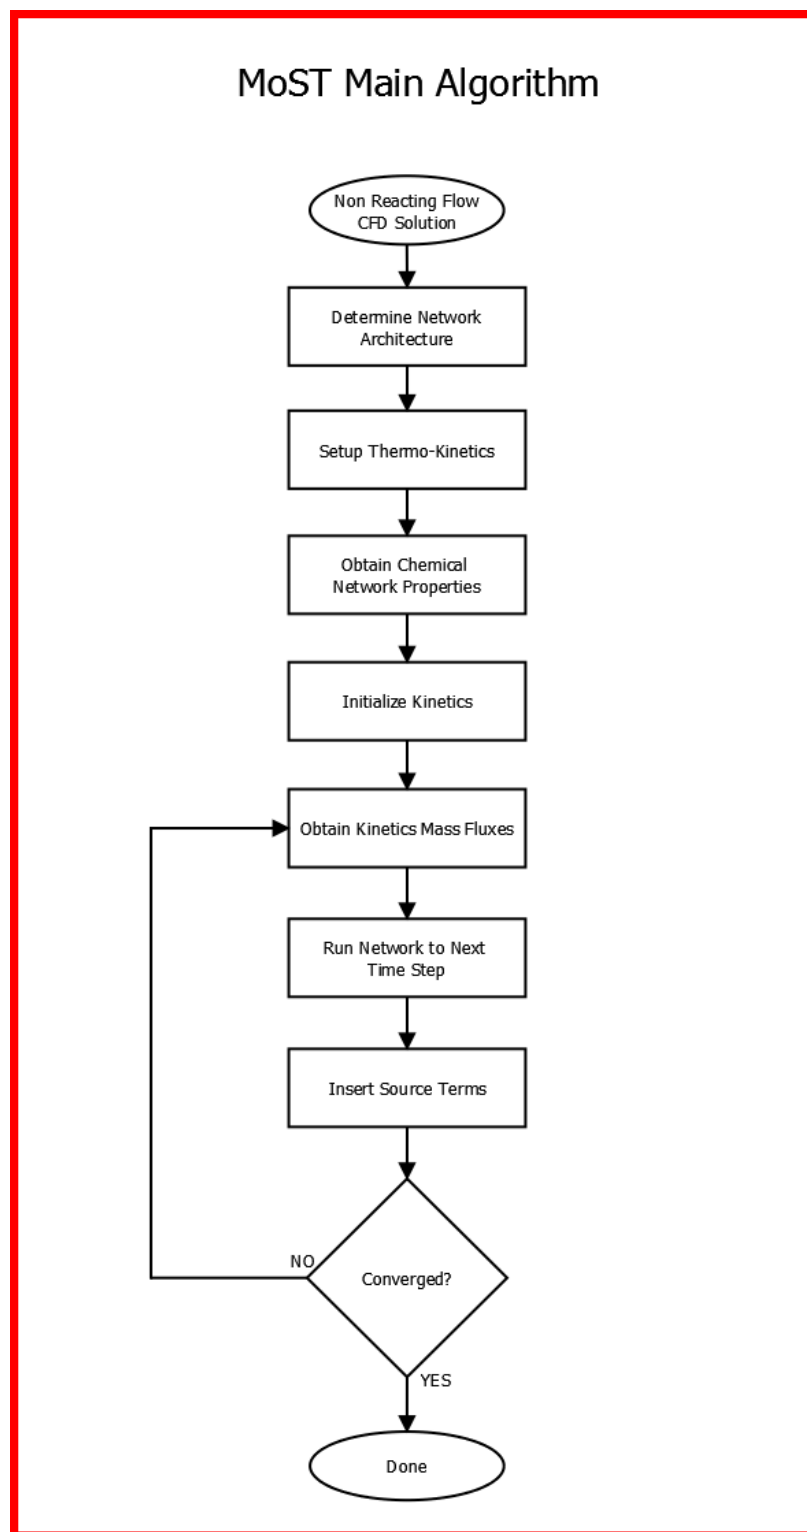 MoST Main Algorithm
Non Reacting Flow
CFD Solution
Determine Network
Architecture
Setup Thermo-Kinetics
Obtain Chemical
Network Properties
Initialize Kinetics
Obtain Kinetics Mass Fluxes
Run Network to Next
Time Step
Insert Source Terms
NO
Converged?
YES
Done